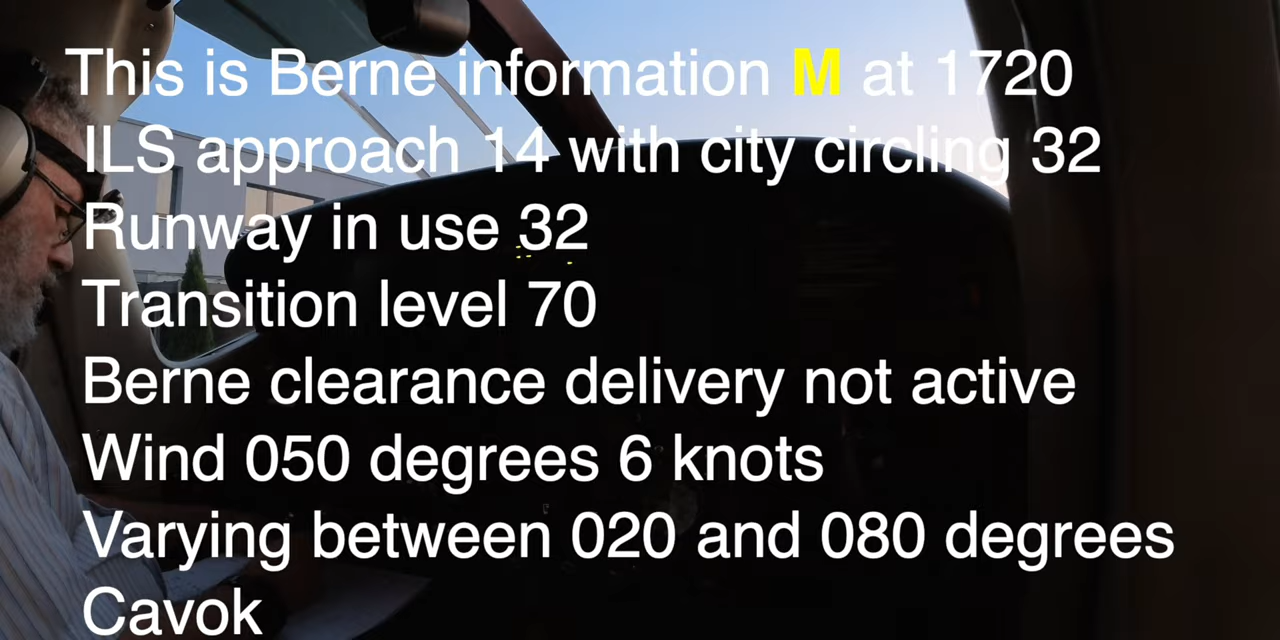 This is Berne information M at 1720
ILS approach 14 with city circling 32
Runway in use 32
Transition level 70
Berne clearance delivery not active
Wind 050 degrees 6 knots
Varying between 020 and 080 degrees
Cavok